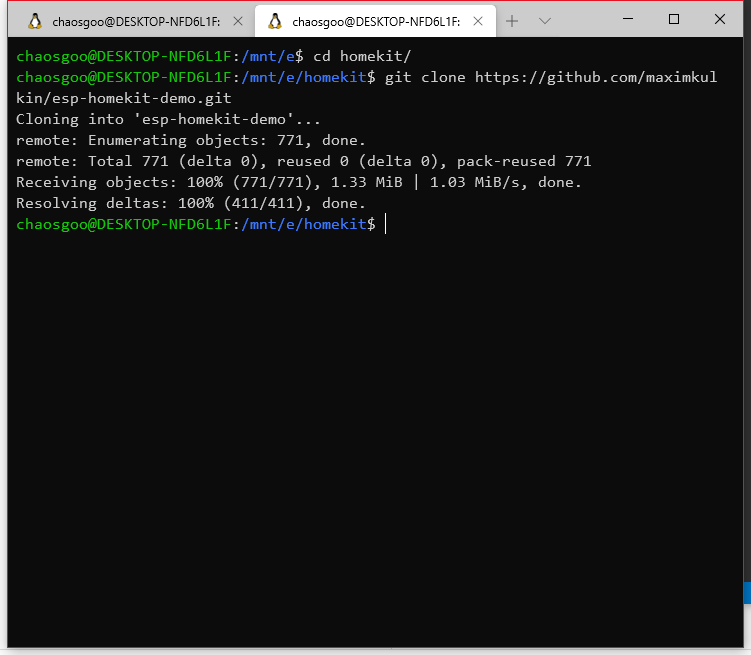 chaosgoo@DESKTOP-NFD6L1F: chaosgoo@DESKTOP-NFD6L1F:
chaosgoo@DESKTOP-NFD6L1F:/mnt/e$ cd homekit/
chaosgoo@DESKTOP-NFD6L1F:/mnt/e/homekit$ git clone https://github.com/maximkul
kin/esp-homekit-demo.git
Cloning into 'esp-homekit-demo'...
remote: Enumerating objects: 771, done.
remote: Total 771 (delta 0), reused 0 (delta 0), pack-reused 771
Receiving objects: 100% (771/771), 1.33 MiB | 1.03 MiB/s, done.
Resolving deltas: 100% (411/411), done.
chaosgoo@DESKTOP-NFD6L1F:/mnt/e/homekit$